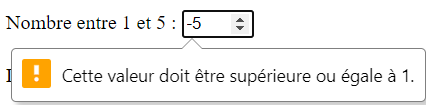 Nombre entre 1 et 5 : -5
Cette valeur doit être supérieure ou égale à 1.